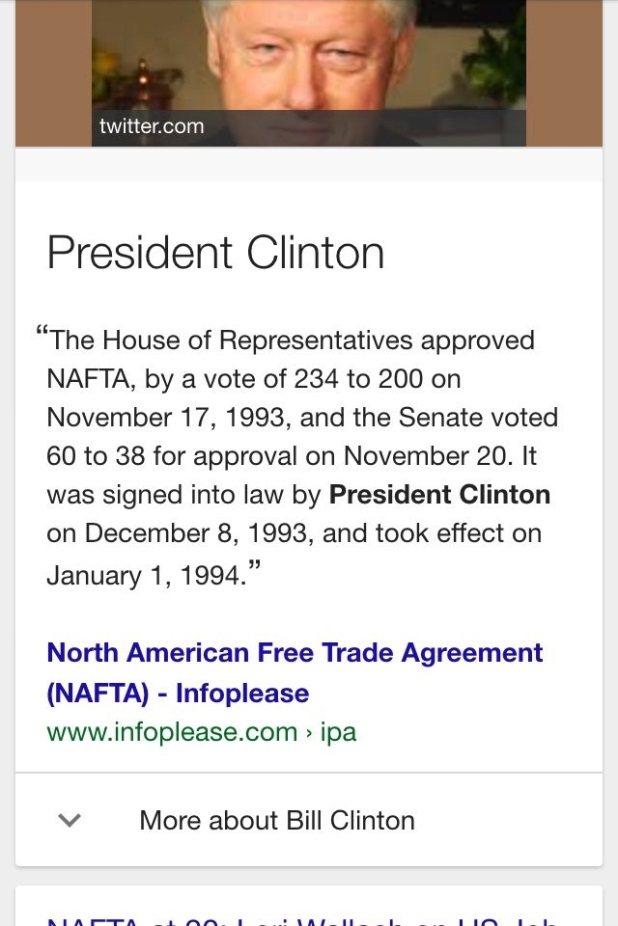 twitter.com
President Clinton
“The House of Representatives approved
NAFTA, by a vote of 234 to 200 on
November 17, 1993, and the Senate voted
60 to 38 for approval on November 20. It
was signed into law by President Clinton
on December 8, 1993, and took effect on
January 1, 1994.”
North American Free Trade Agreement
(NAFTA) - Infoplease
www.infoplease.com › ipa
More about Bill Clinton
NAFTA at 20: Lori Wallach on US Job